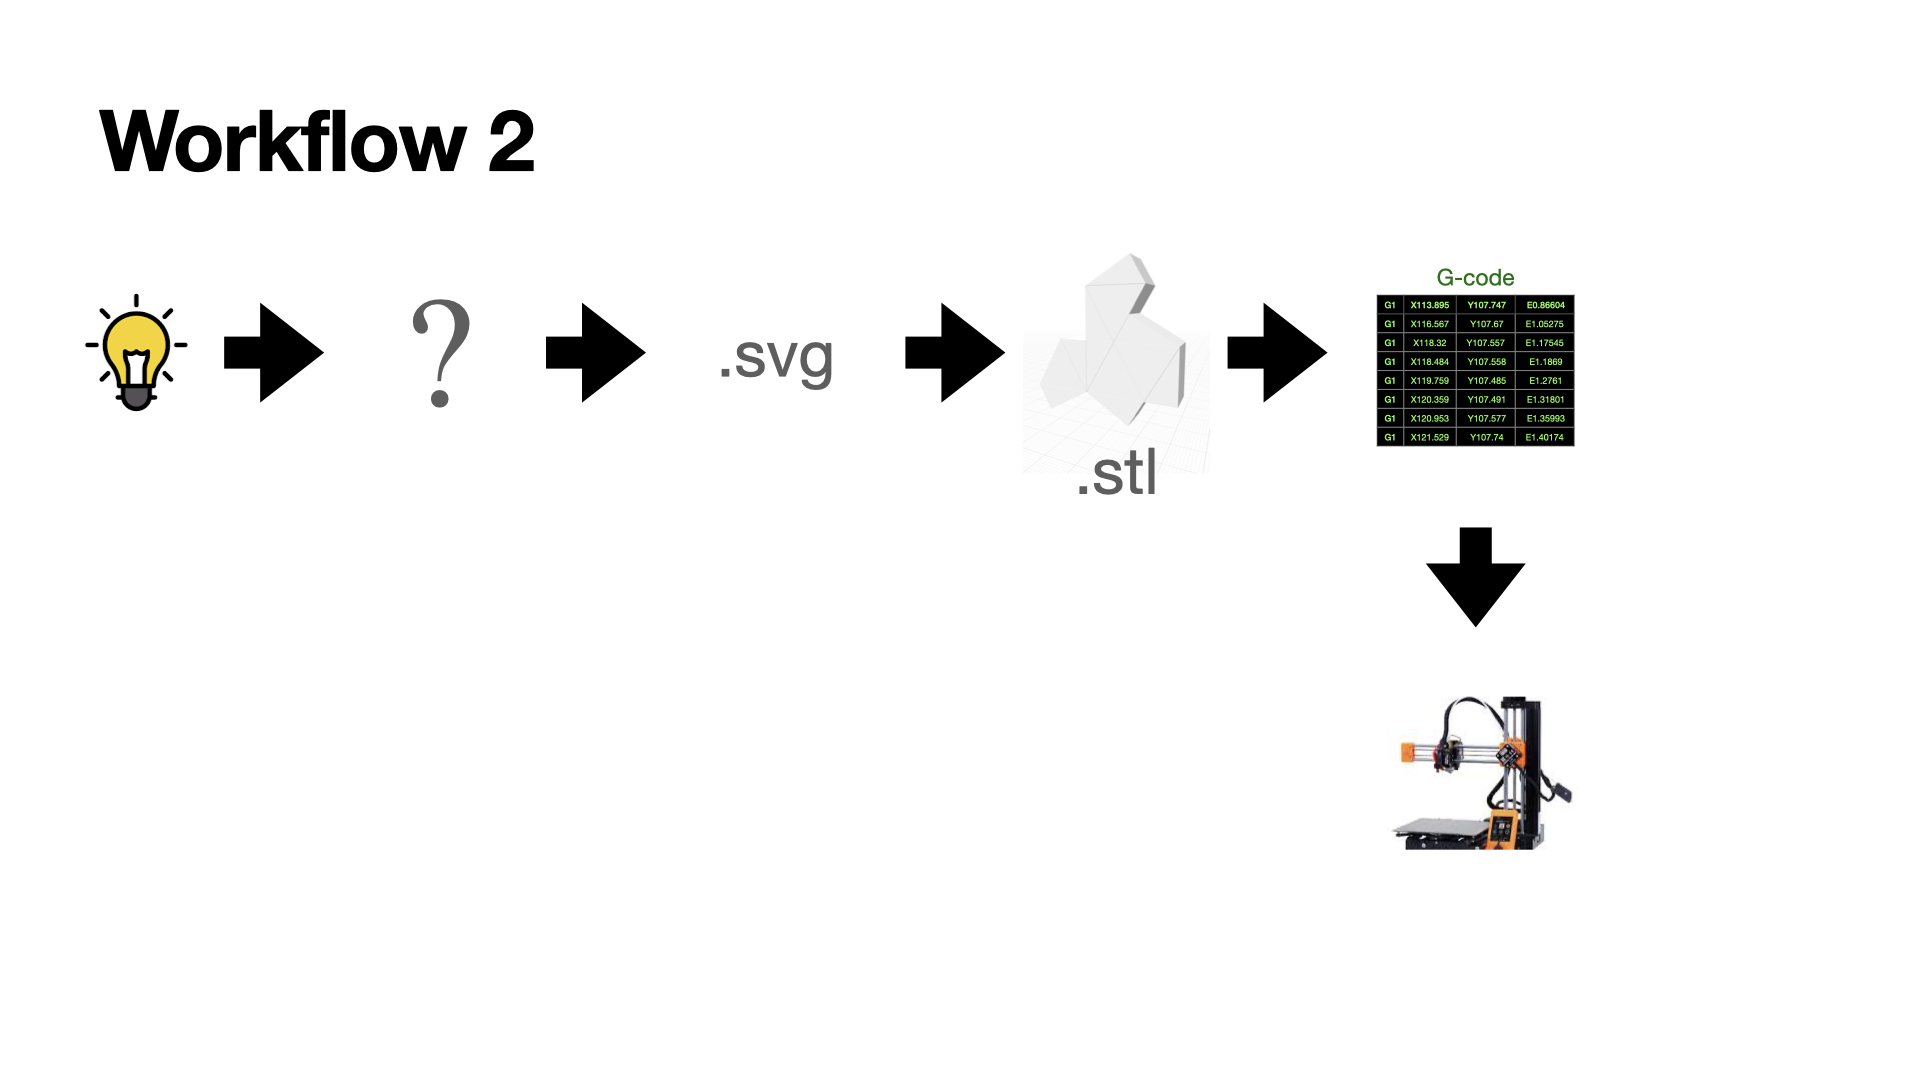 Workflow 2
?
.svg
.stl
G-code
G1 X113.895 Y107.747 E0.86604
G1 X116.567 Y107.67 E1.05275
G1 X118.32 Y107.557 E1.17545
G1 X118.484 Y107.558 E1.1869
G1 X119.759 Y107.485 E1.2761
G1 X120.359 Y107.491 E1.31801
G1 X120.953 Y107.577 E1.35993
G1 X121.529 Y107.74 E1.40174